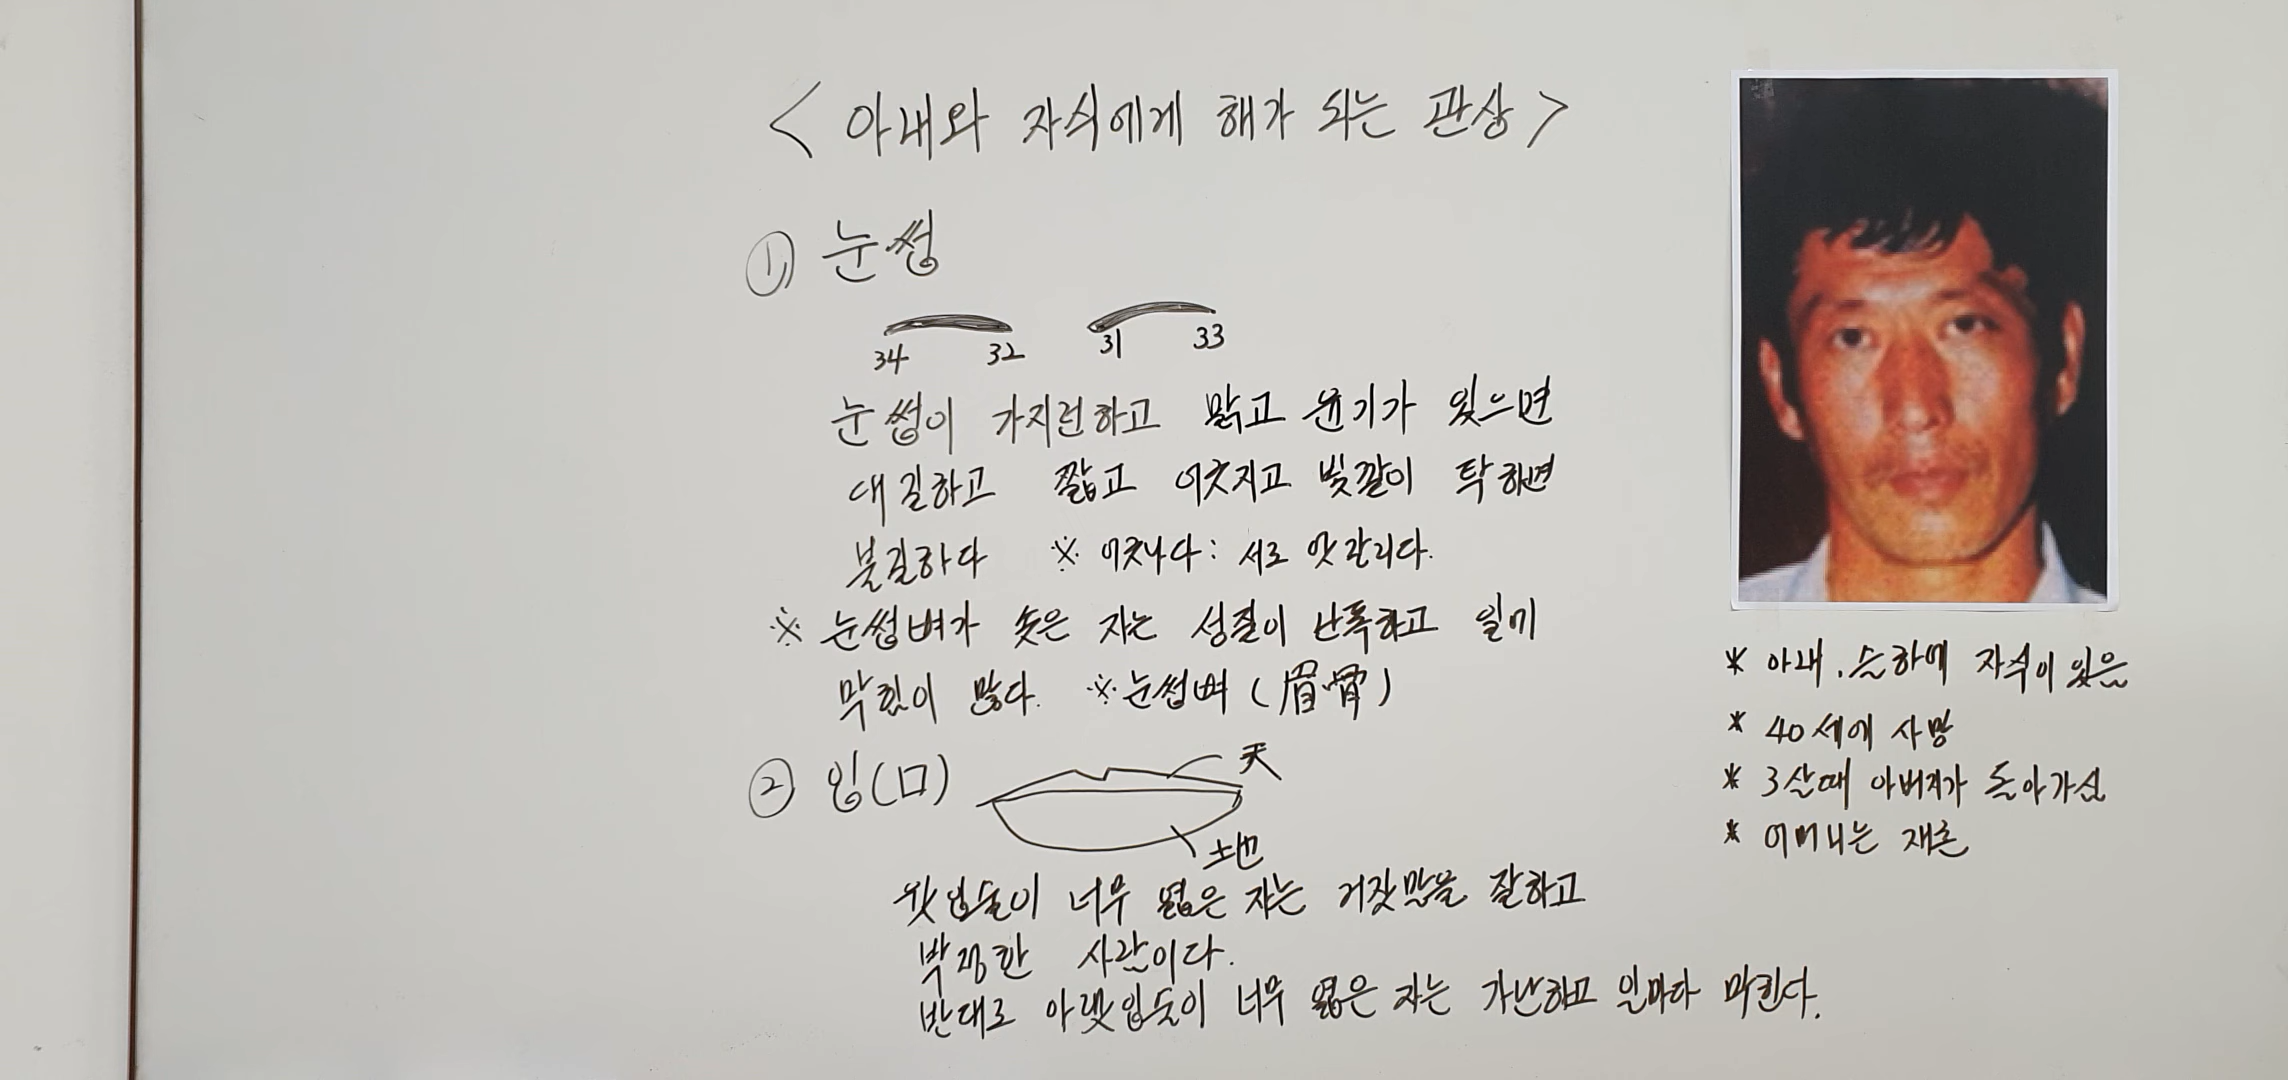 < 아내와 자식에게 해가 되는 관상 >
① 눈썹
34 32 31 33
눈썹이 가지런하고 맑고 윤기가 있으면
대길하고 짧고 어긋지고 빛깔이 탁하면
불길하다 ※ 어긋나다 : 서로 엇갈리다.
※ 눈썹뼈가 솟은 자는 성질이 난폭하고 일에
막힘이 많다. ※ 눈썹뼈 (眉骨)
② 입(口)
天
土地
윗입술이 너무 엷은 자는 거짓말을 잘하고
박정한 사람이다.
반대로 아랫입술이 너무 엷은 자는 가난하고 일마다 막힌다.
* 아내, 슬하에 자식이 있음
* 40세에 사망
* 3살때 아버지가 돌아가심
* 어머니는 재혼